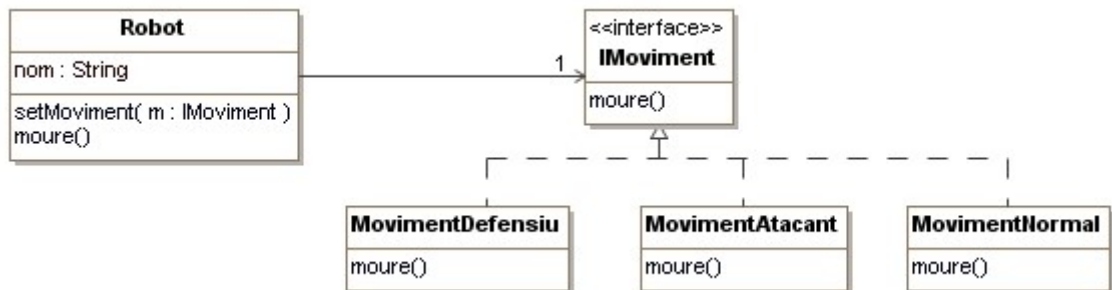 Robot
nom : String
setMoviment( m : IMoviment )
moure()
1
<<interface>>
IMoviment
moure()
MovimentDefensiu
moure()
MovimentAtacant
moure()
MovimentNormal
moure()